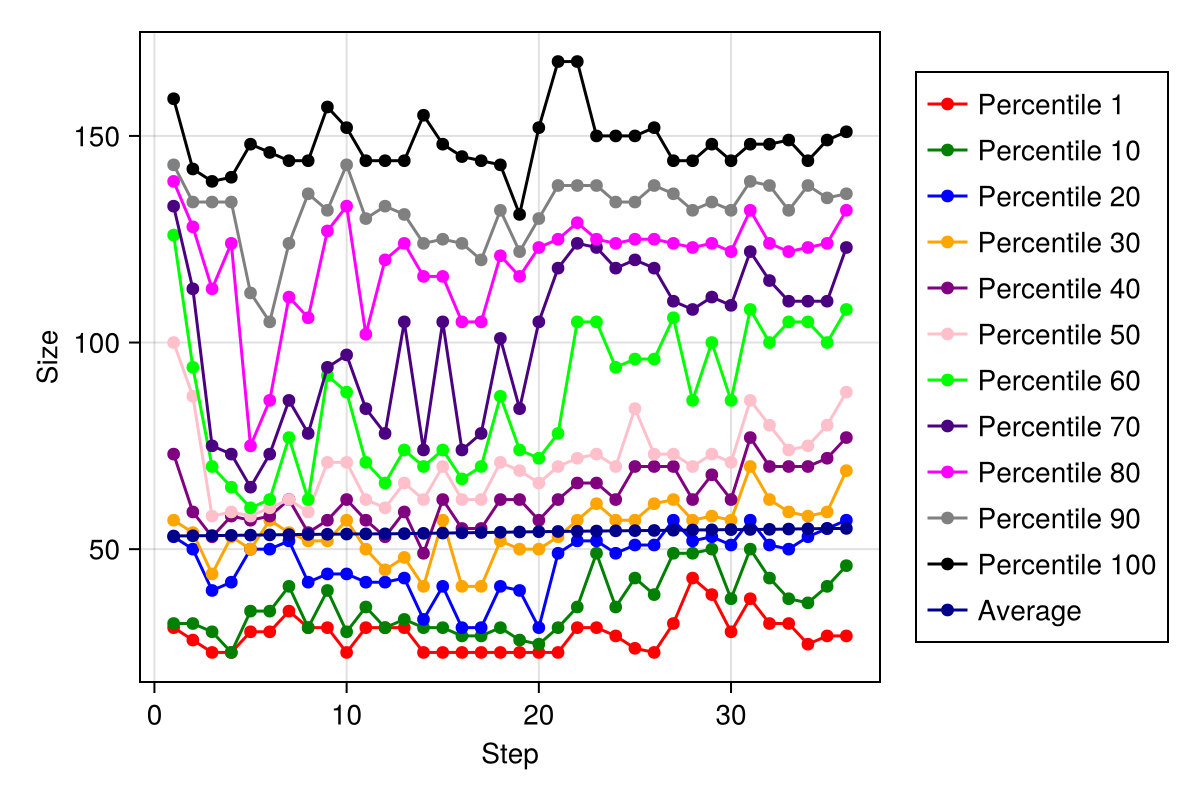 Size
150
100
50
0
10
20
30
Step
Percentile 1
Percentile 10
Percentile 20
Percentile 30
Percentile 40
Percentile 50
Percentile 60
Percentile 70
Percentile 80
Percentile 90
Percentile 100
Average